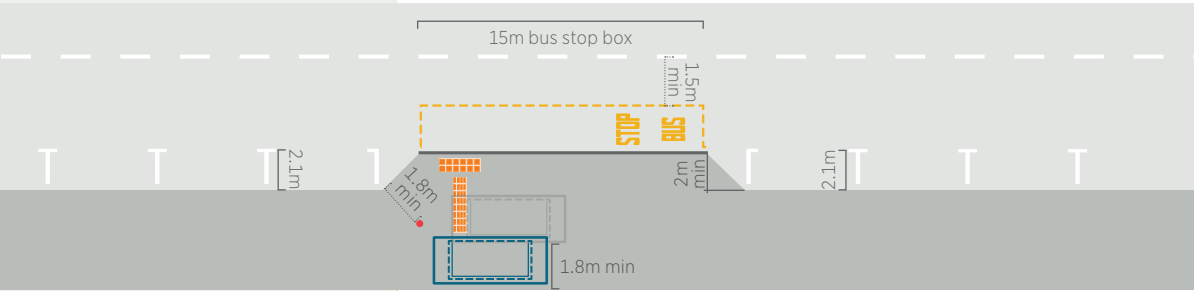 15m bus stop box
1.5m
min
STOP
BUS
2.1m
1.8m
min
2m
min
2.1m
1.8m min